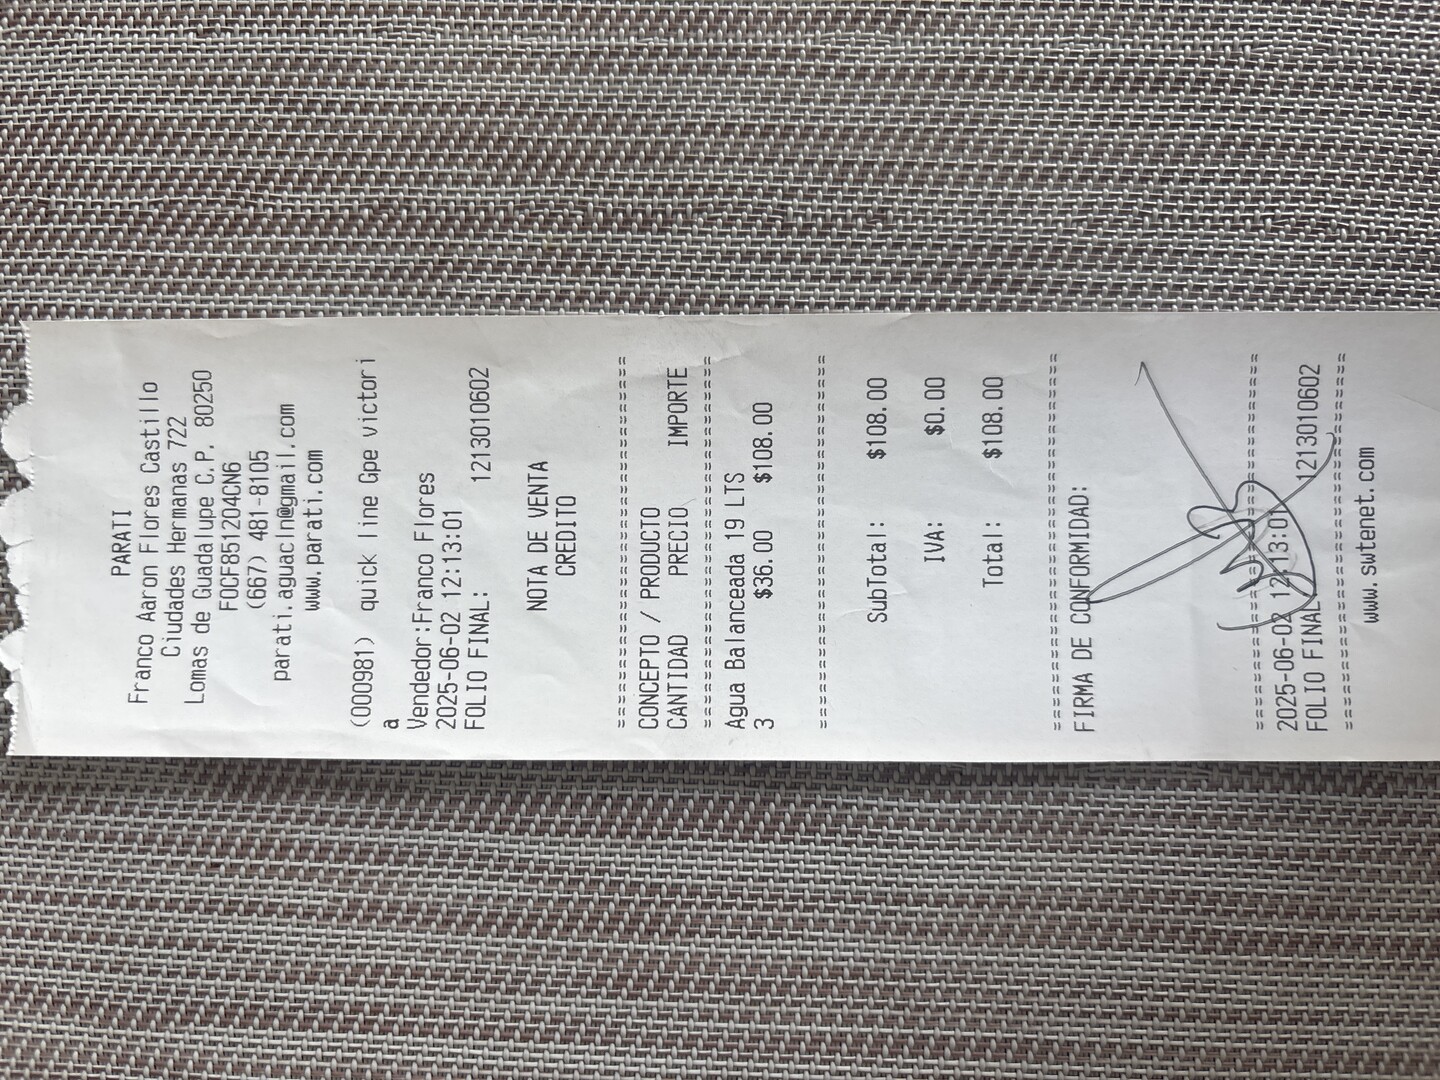 PARATI
Franco Aaron Flores Castillo
Ciudades Hermanas 722
Lomas de Guadalupe C.P. 80250
FOCF851204CN6
(667) 481-8105
parati.aguacln@gmail.com
www.parati.com
(000981) quick line Gpe victori
a
Vendedor:Franco Flores
2025-06-02 12:13:01
FOLIO FINAL: 1213010602
NOTA DE VENTA
CREDITO
===============================
CONCEPTO / PRODUCTO
CANTIDAD PRECIO IMPORTE
===============================
Agua Balanceada 19 LTS
3 $36.00 $108.00
===============================
SubTotal: $108.00
IVA: $0.00
Total: $108.00
===============================
FIRMA DE CONFORMIDAD:
===============================
2025-06-02 12:13:01
FOLIO FINAL 1213010602
===============================
www.swtenet.com